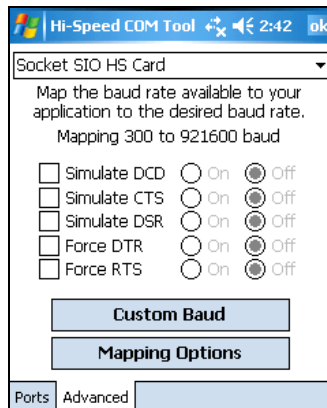 Hi-Speed COM Tool 2:42 ok
Socket SIO HS Card
Map the baud rate available to your
application to the desired baud rate.
Mapping 300 to 921600 baud
Simulate DCD On Off
Simulate CTS On Off
Simulate DSR On Off
Force DTR On Off
Force RTS On Off
Custom Baud
Mapping Options
Ports Advanced